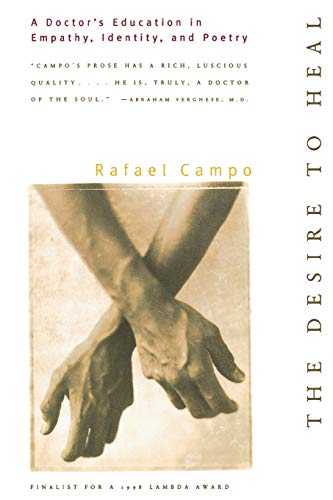 A Doctor's Education in
Empathy, Identity, and Poetry
"CAMPO'S PROSE HAS A RICH, LUSCIOUS
QUALITY. . . . HE IS, TRULY, A DOCTOR
OF THE SOUL." —ABRAHAM VERGHESE, M.D.
Rafael Campo
THE DESIRE TO HEAL
FINALIST FOR A 1998 LAMBDA AWARD